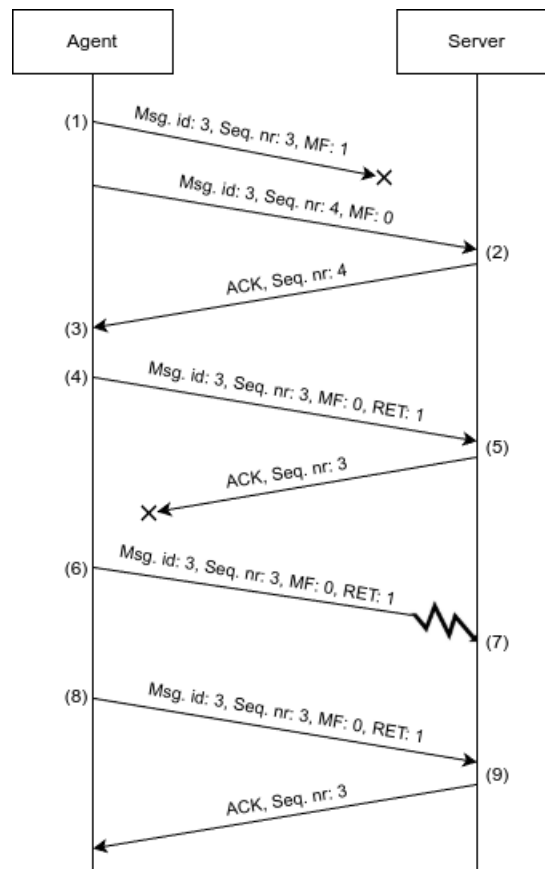 Agent
Server
(1)
Msg. id: 3, Seq. nr: 3, MF: 1
Msg. id: 3, Seq. nr: 4, MF: 0
(2)
ACK, Seq. nr: 4
(3)
(4)
Msg. id: 3, Seq. nr: 3, MF: 0, RET: 1
(5)
ACK, Seq. nr: 3
(6)
Msg. id: 3, Seq. nr: 3, MF: 0, RET: 1
(7)
(8)
Msg. id: 3, Seq. nr: 3, MF: 0, RET: 1
(9)
ACK, Seq. nr: 3